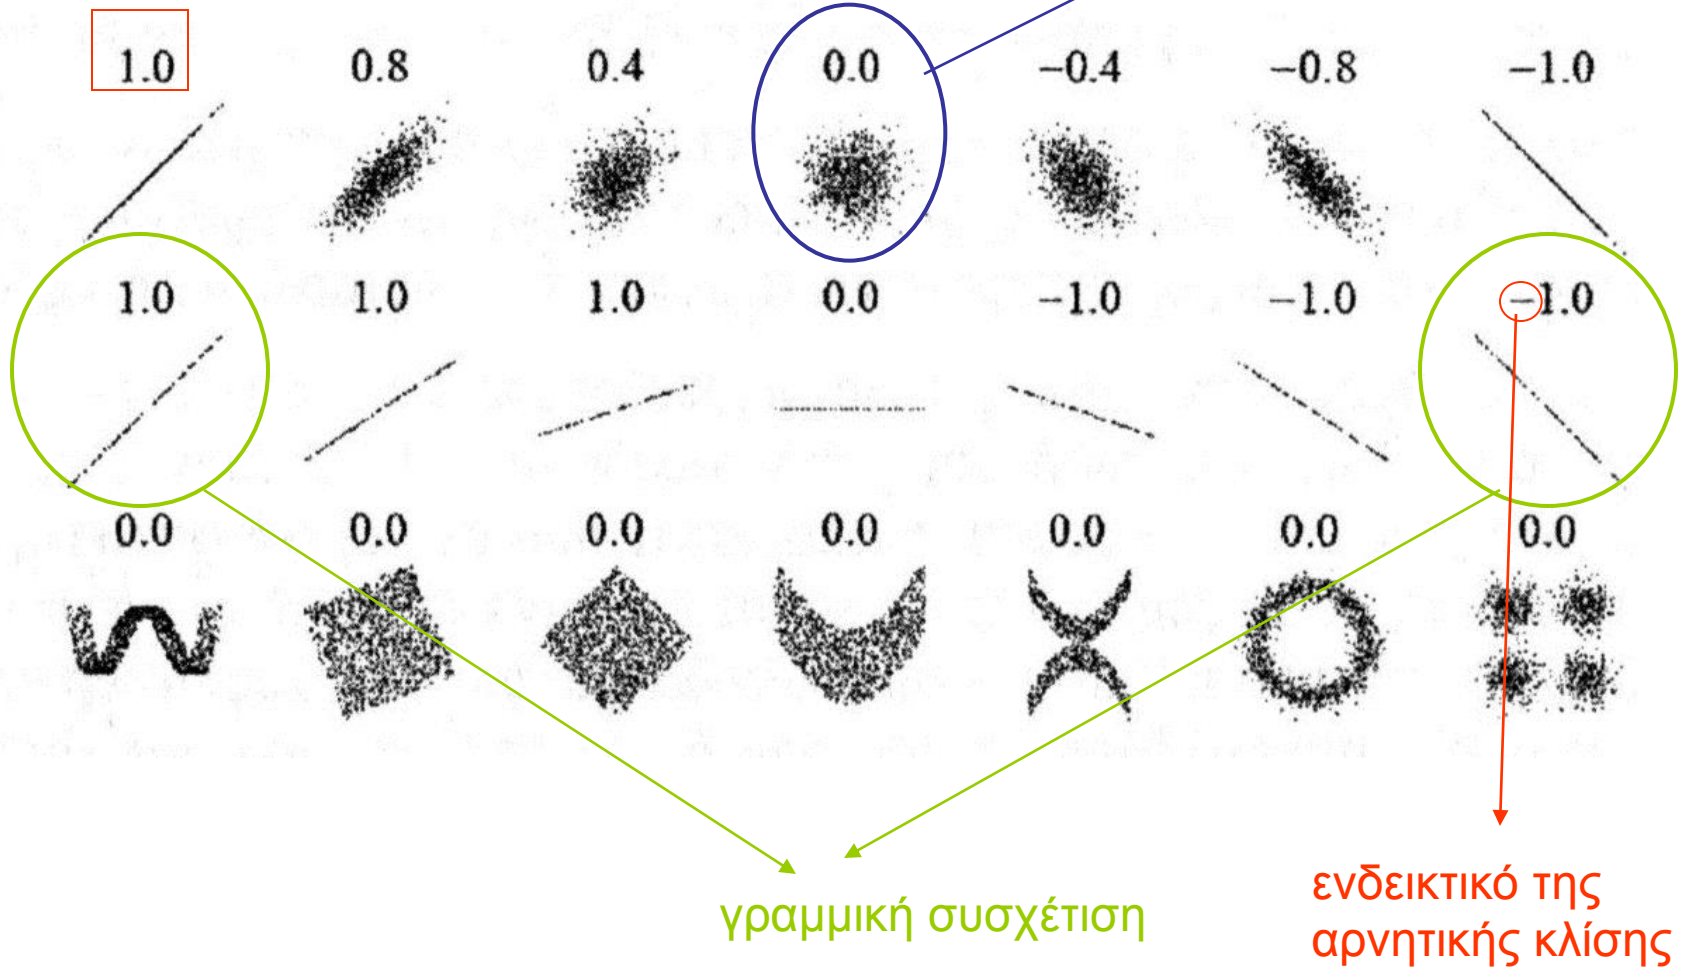 1.0 0.8 0.4 0.0 −0.4 −0.8 −1.0
1.0 1.0 1.0 0.0 −1.0 −1.0 −1.0
0.0 0.0 0.0 0.0 0.0 0.0 0.0
γραμμική συσχέτιση
ενδεικτικό της
αρνητικής κλίσης